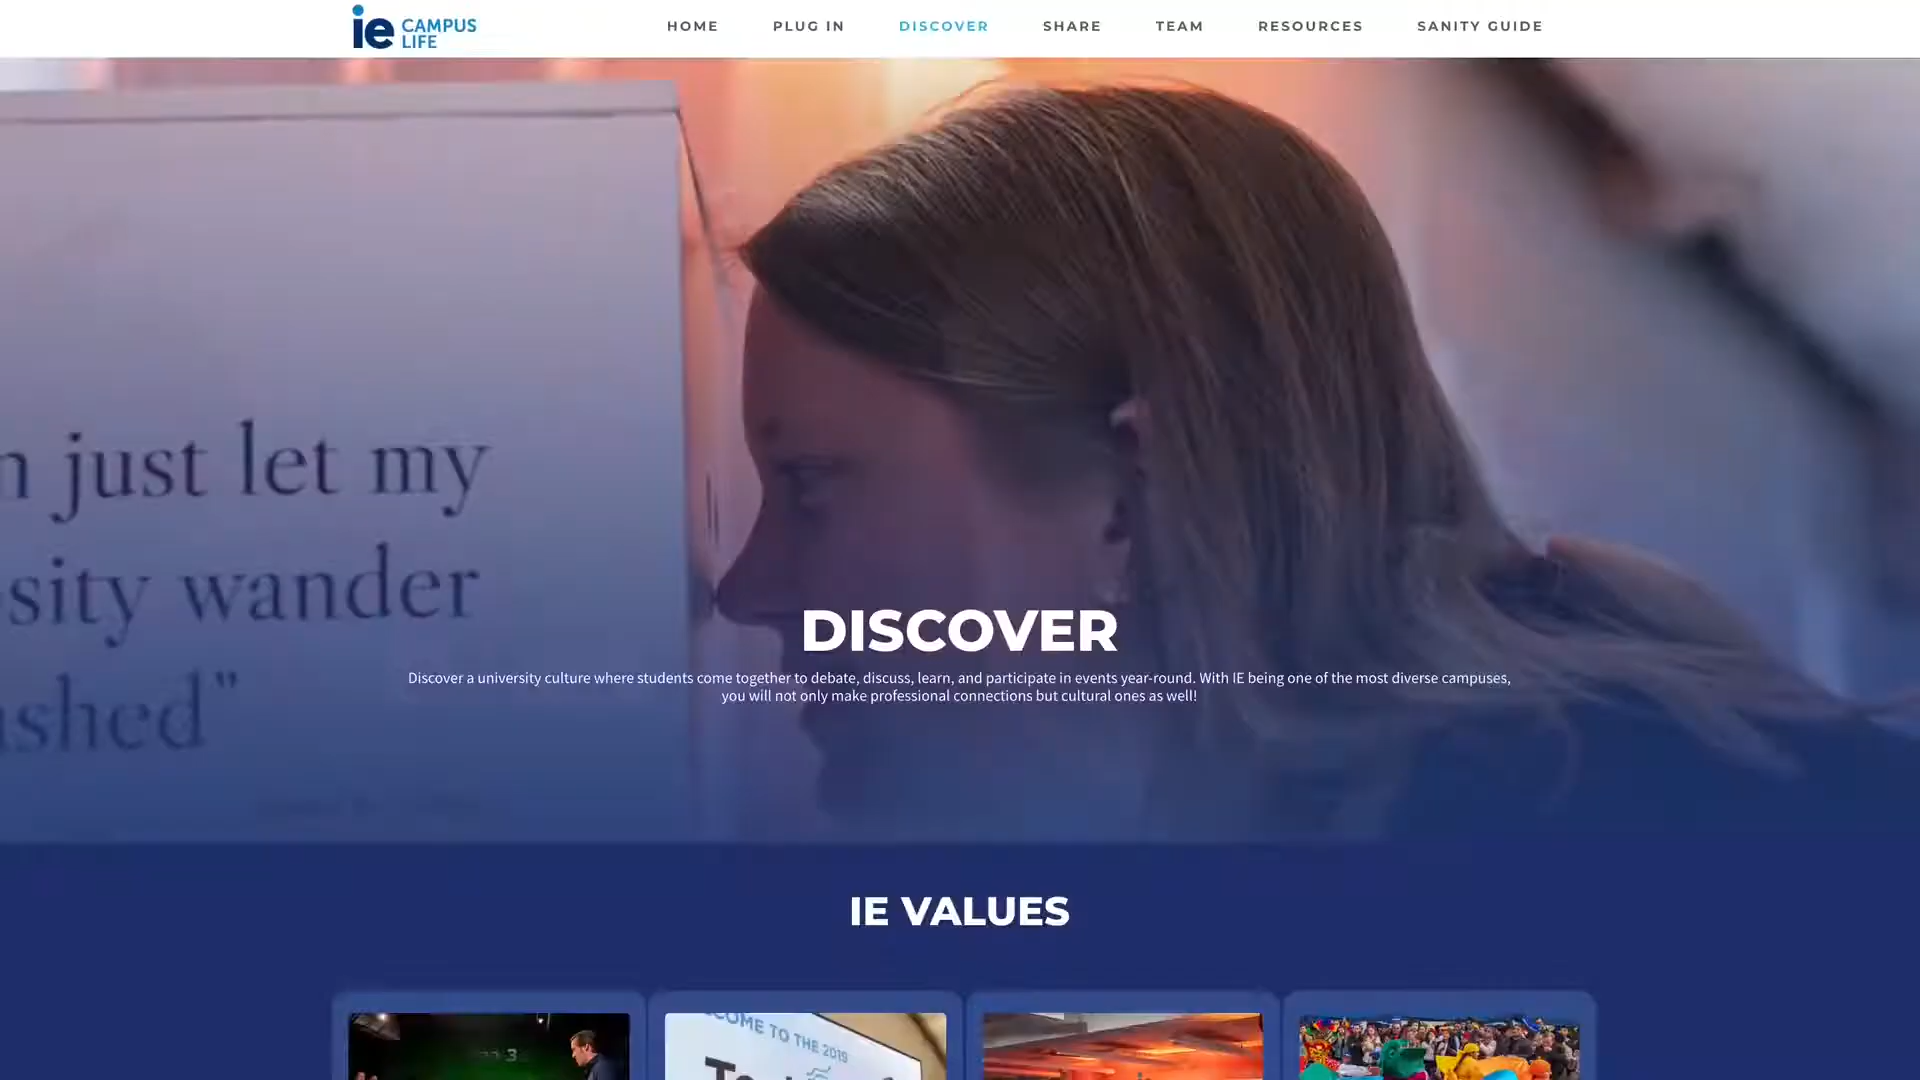 ie CAMPUS
LIFE
HOME
PLUG IN
DISCOVER
SHARE
TEAM
RESOURCES
SANITY GUIDE
just let my
wander
DISCOVER
Discover a university culture where students come together to debate, discuss, learn, and participate in events year-round. With IE being one of the most diverse campuses,
you will not only make professional connections but cultural ones as well!
IE VALUES
TO THE 2019